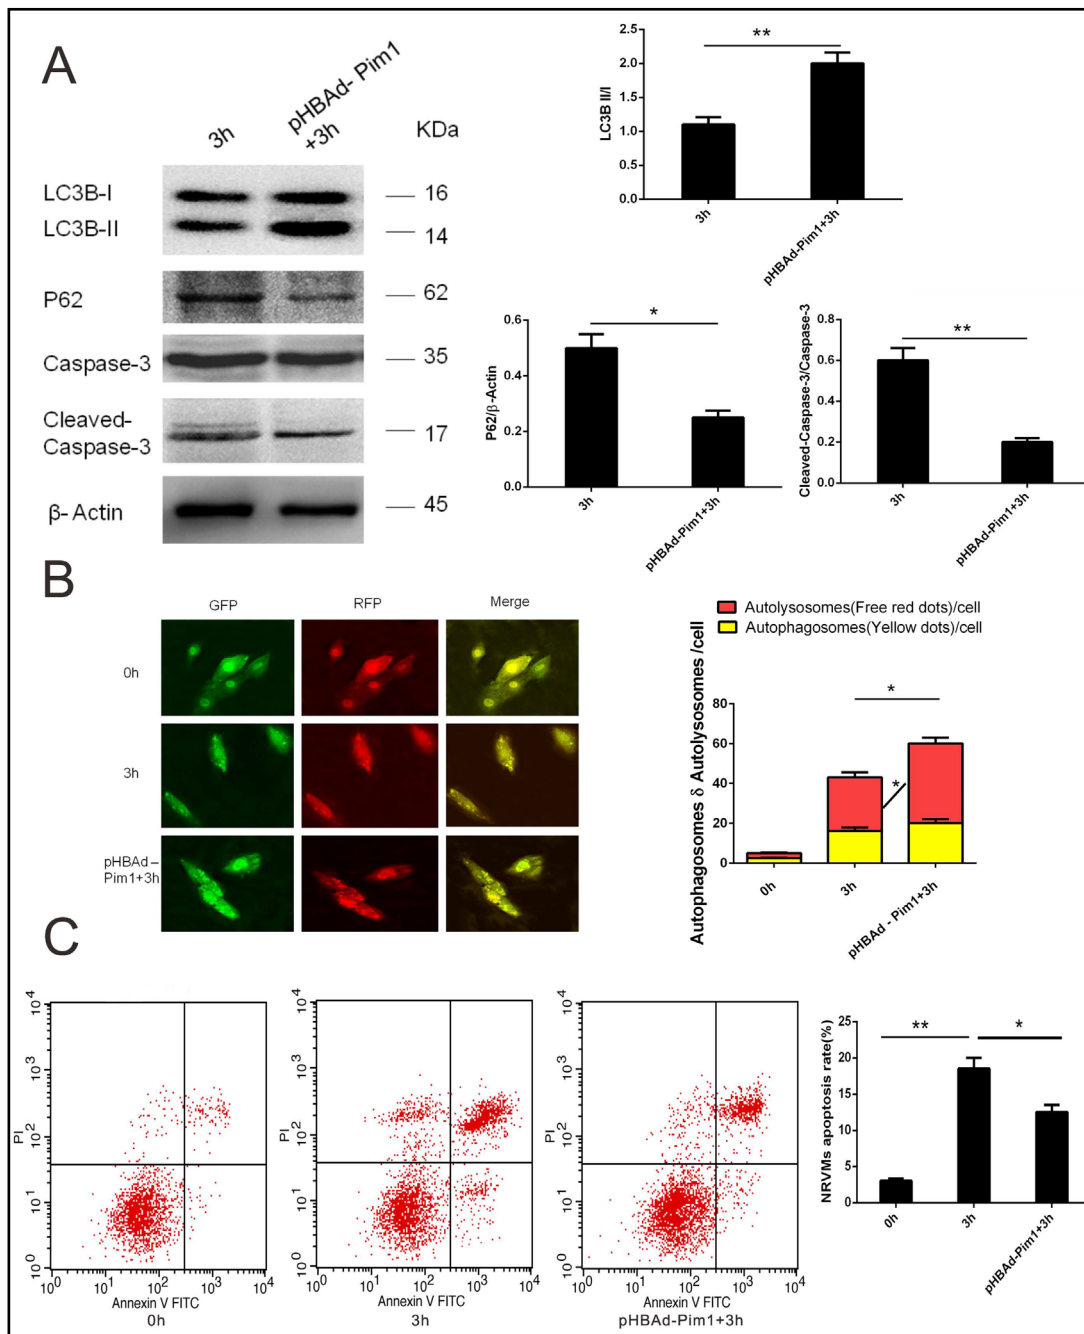 A
3h
pHBAd- Pim1
+3h
KDa
LC3B-I
16
LC3B-II
14
P62
62
Caspase-3
35
Cleaved-
Caspase-3
17
β- Actin
45
**
LC3B II/I
2.5
2.0
1.5
1.0
0.5
0.0
3h
pHBAd-Pim1+3h
*
P62/β-Actin
0.6
0.4
0.2
0.0
3h
pHBAd-Pim1+3h
**
Cleaved-Caspase-3/Caspase-3
0.8
0.6
0.4
0.2
0.0
3h
pHBAd-Pim1+3h
B
GFP
RFP
Merge
0h
3h
pHBAd–
Pim1+3h
Autolysosomes(Free red dots)/cell
Autophagosomes(Yellow dots)/cell
Autophagosomes δ Autolysosomes /cell
80
60
40
20
0
*
*
0h
3h
pHBAd - Pim1+3h
C
PI
10⁴
10³
10²
10¹
10⁰
10⁰ 10¹ 10² 10³ 10⁴
Annexin V FITC
0h
PI
10⁴
10³
10²
10¹
10⁰
10⁰ 10¹ 10² 10³ 10⁴
Annexin V FITC
3h
PI
10⁴
10³
10²
10¹
10⁰
10⁰ 10¹ 10² 10³ 10⁴
Annexin V FITC
pHBAd-Pim1+3h
NRVMs apoptosis rate(%)
25
20
15
10
5
0
**
*
0h
3h
pHBAd-Pim1+3h